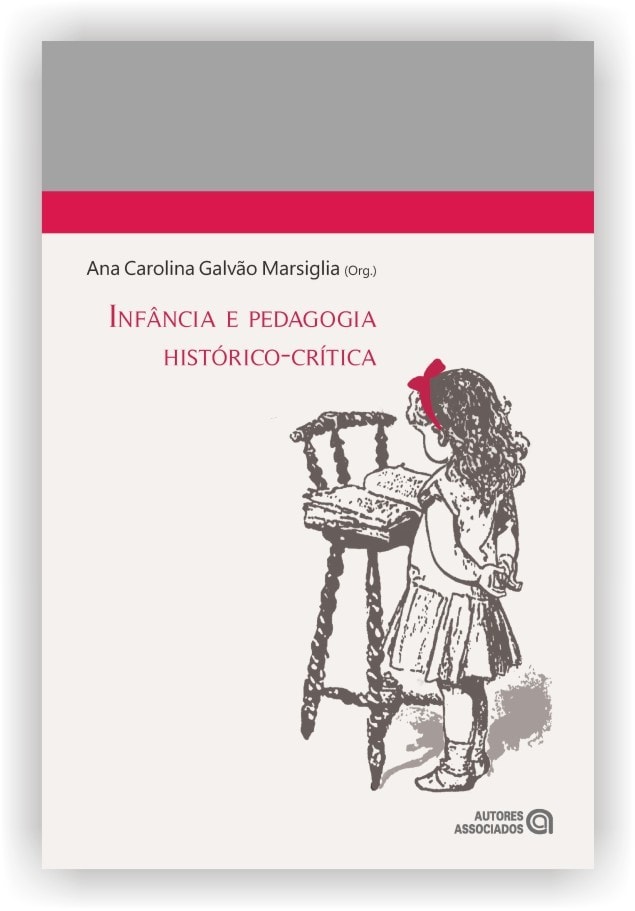 Ana Carolina Galvão Marsiglia (Org.)
Infância e pedagogia
histórico-crítica
AUTORES
ASSOCIADOS